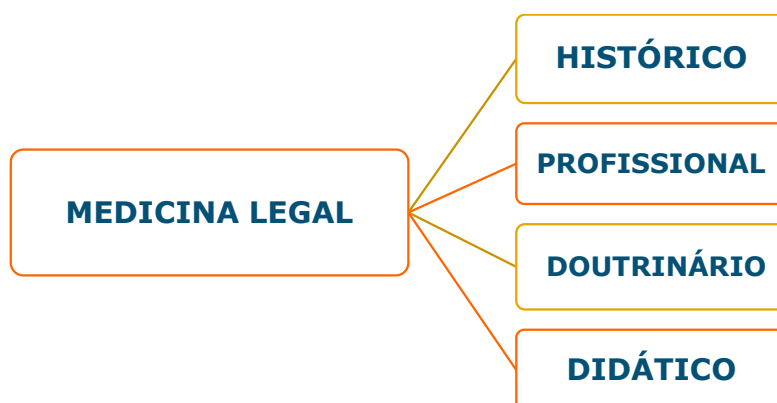 HISTÓRICO
PROFISSIONAL
MEDICINA LEGAL
DOUTRINÁRIO
DIDÁTICO